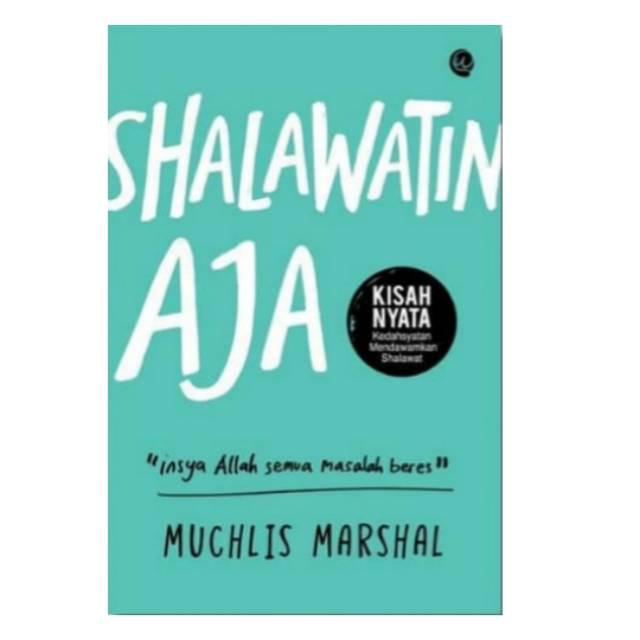 SHALAWATIN
AJA
KISAH
NYATA
Kedahsyatan
Mendawamkan
Shalawat
"insya Allah semua masalah beres"
MUCHLIS MARSHAL